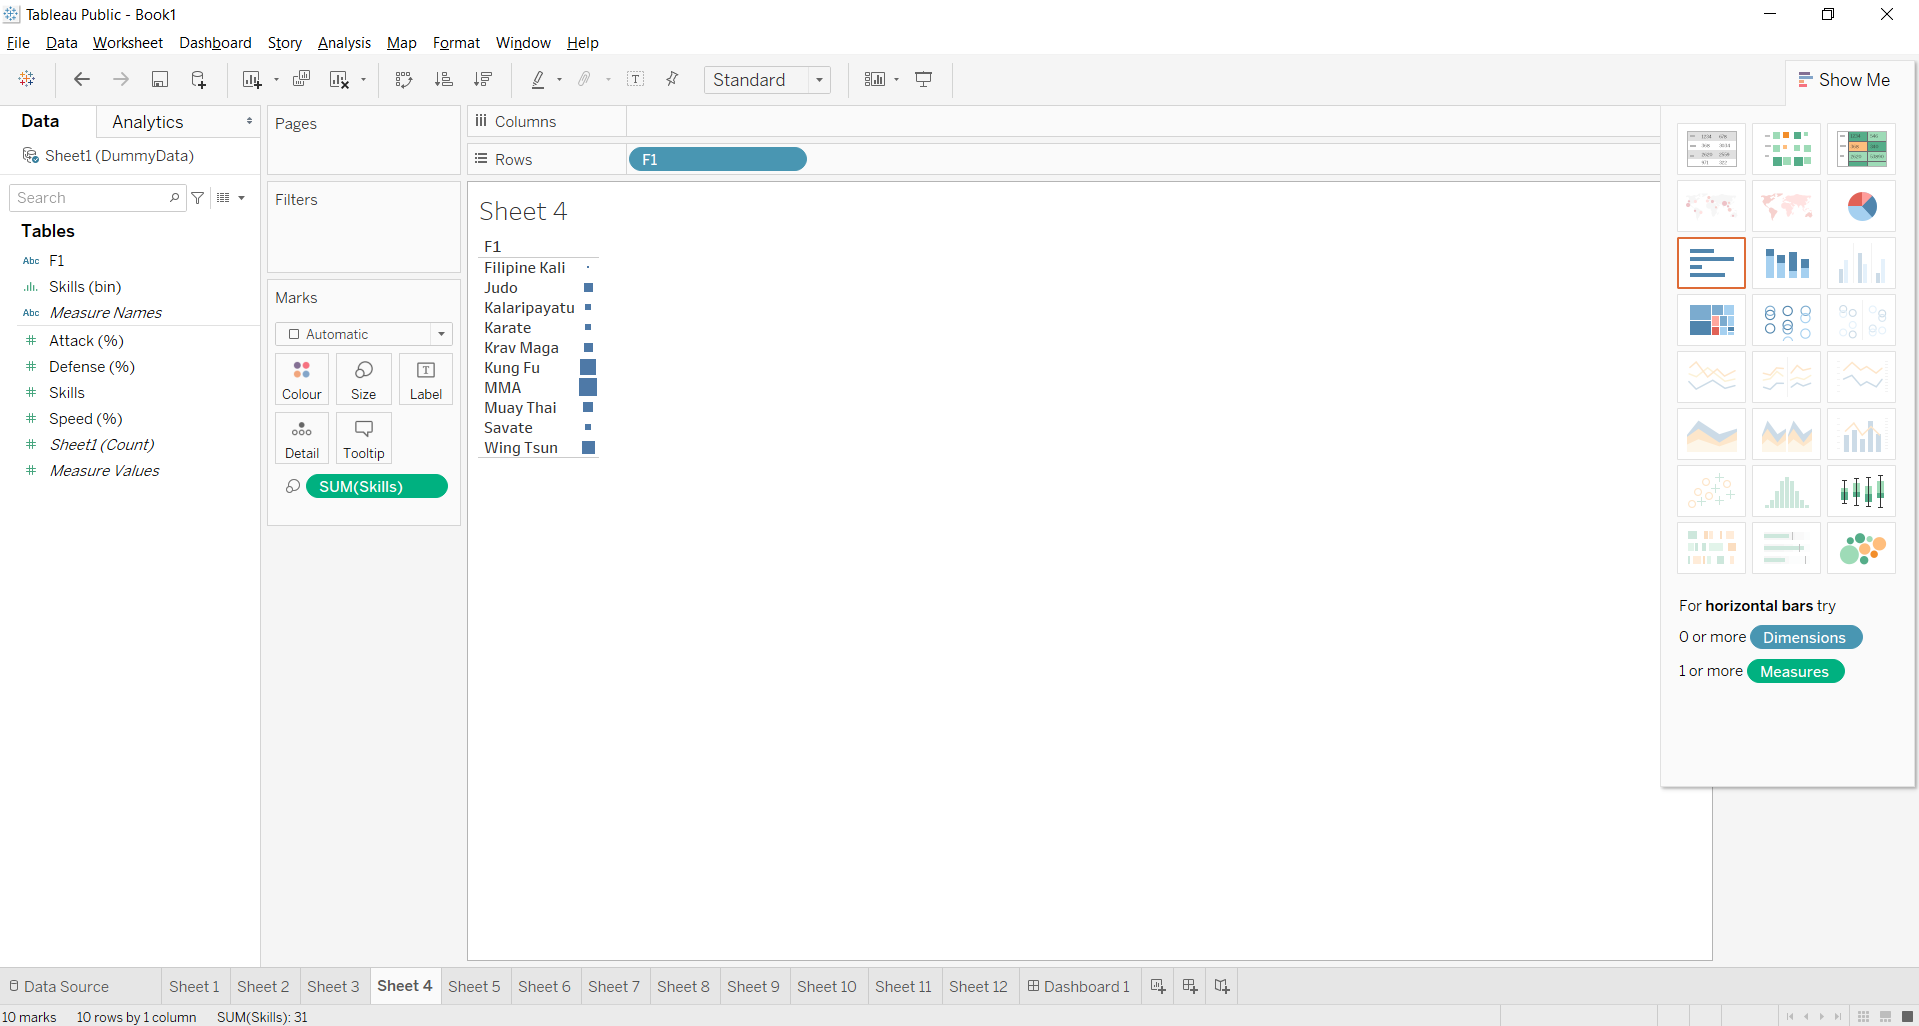 Tableau Public - Book1
File Data Worksheet Dashboard Story Analysis Map Format Window Help
Standard
Show Me
Data Analytics
Sheet1 (DummyData)
Search
Tables
Abc F1
Skills (bin)
Abc Measure Names
# Attack (%)
# Defense (%)
# Skills
# Speed (%)
# Sheet1 (Count)
# Measure Values
Pages
Filters
Marks
Automatic
Colour Size Label
Detail Tooltip
SUM(Skills)
Columns
Rows F1
Sheet 4
F1
Filipine Kali
Judo
Kalaripayatu
Karate
Krav Maga
Kung Fu
MMA
Muay Thai
Savate
Wing Tsun
For horizontal bars try
0 or more Dimensions
1 or more Measures
Data Source Sheet 1 Sheet 2 Sheet 3 Sheet 4 Sheet 5 Sheet 6 Sheet 7 Sheet 8 Sheet 9 Sheet 10 Sheet 11 Sheet 12 Dashboard 1
10 marks 10 rows by 1 column SUM(Skills): 31